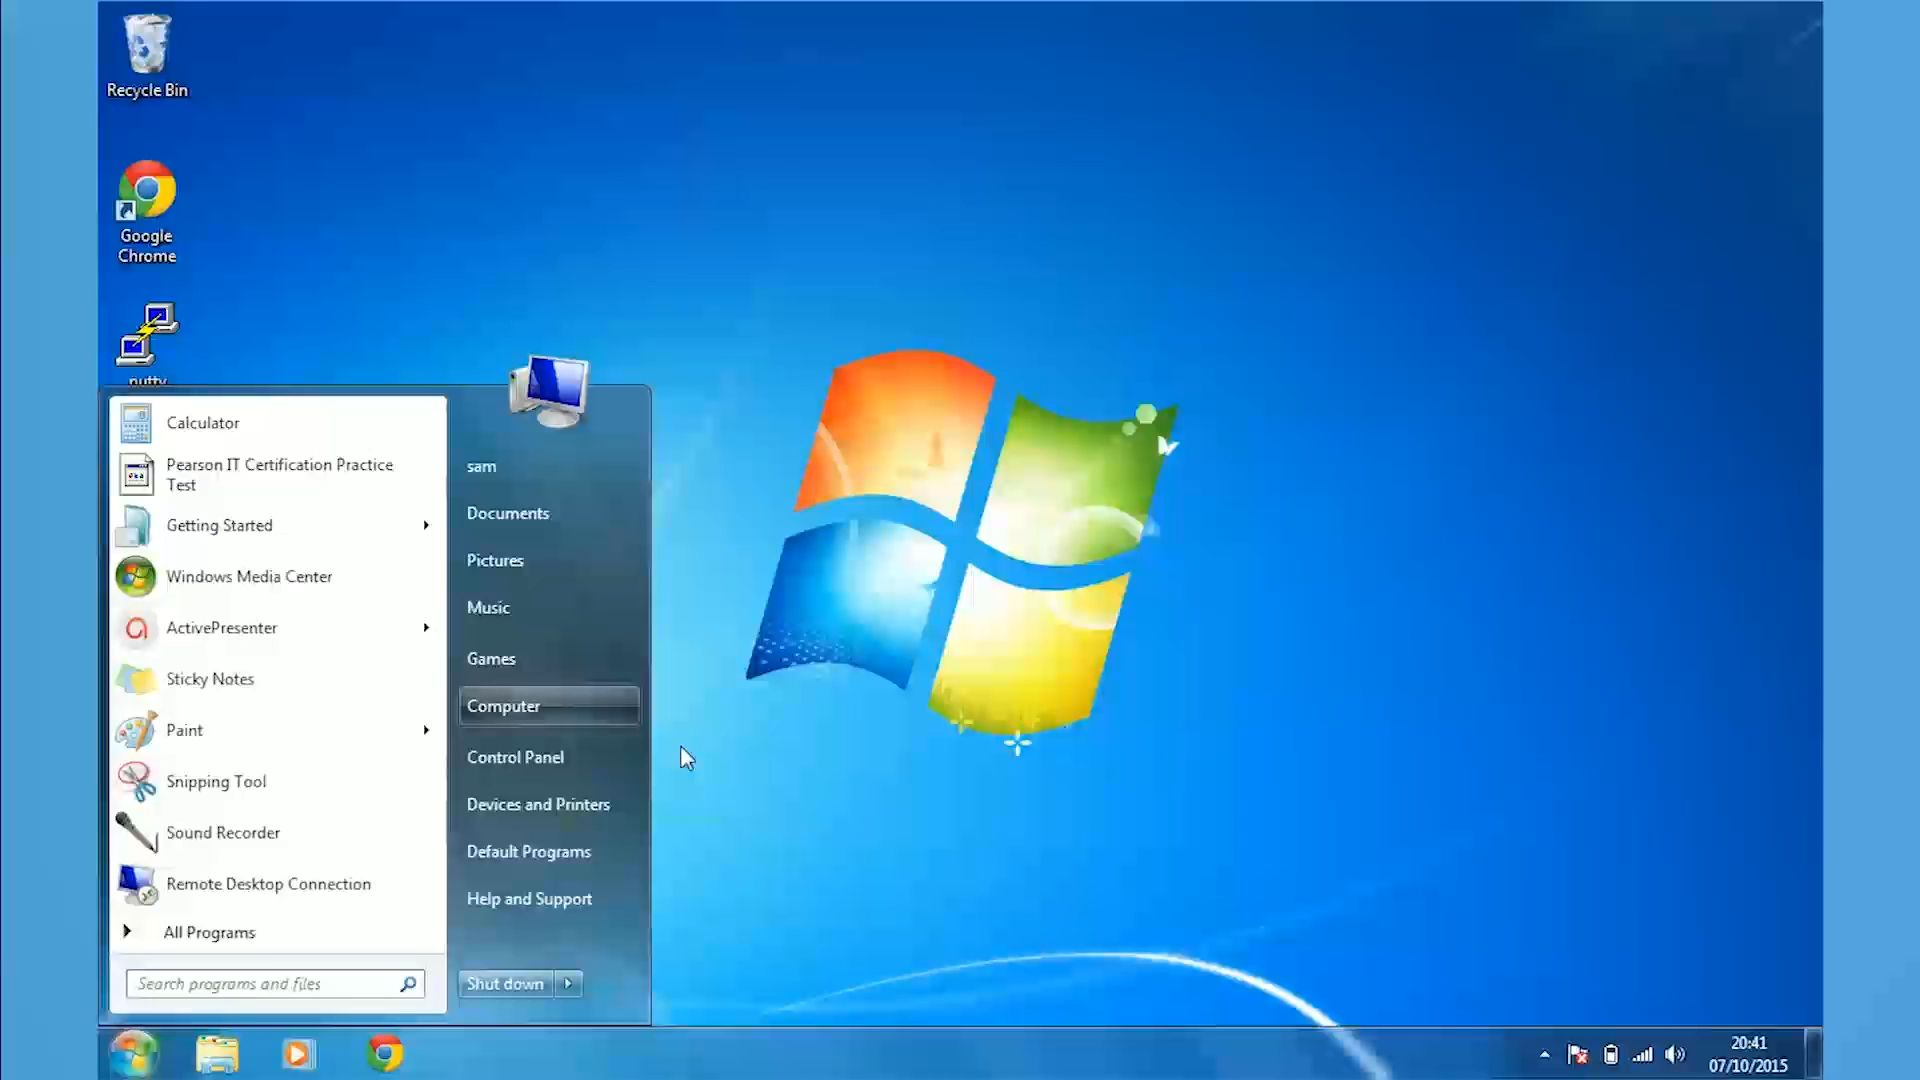 Recycle Bin
Google
Chrome
putty
Calculator
Pearson IT Certification Practice
Test
Getting Started
Windows Media Center
ActivePresenter
Sticky Notes
Paint
Snipping Tool
Sound Recorder
Remote Desktop Connection
All Programs
Search programs and files
sam
Documents
Pictures
Music
Games
Computer
Control Panel
Devices and Printers
Default Programs
Help and Support
Shut down
20:41
07/10/2015